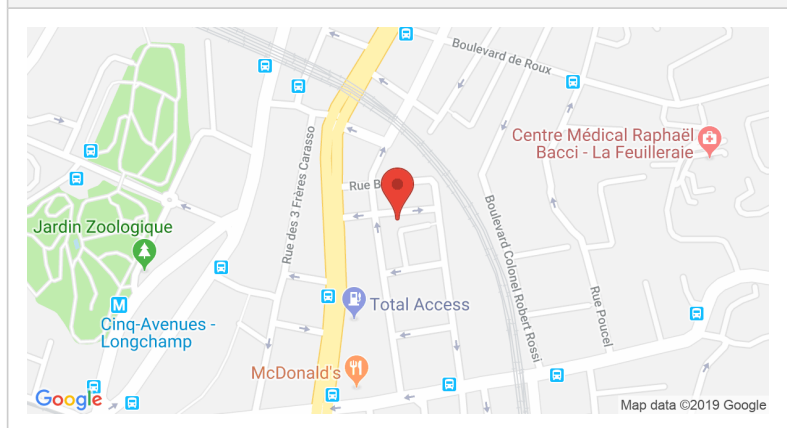 Boulevard de Roux
Centre Médical Raphaël
Bacci - La Feuilleraie
Rue des 3 Frères Carasso
Rue B
Jardin Zoologique
Boulevard Colonel Robert Rossi
Rue Poucel
M
Cinq-Avenues -
Longchamp
Total Access
McDonald's
Google
Map data ©2019 Google